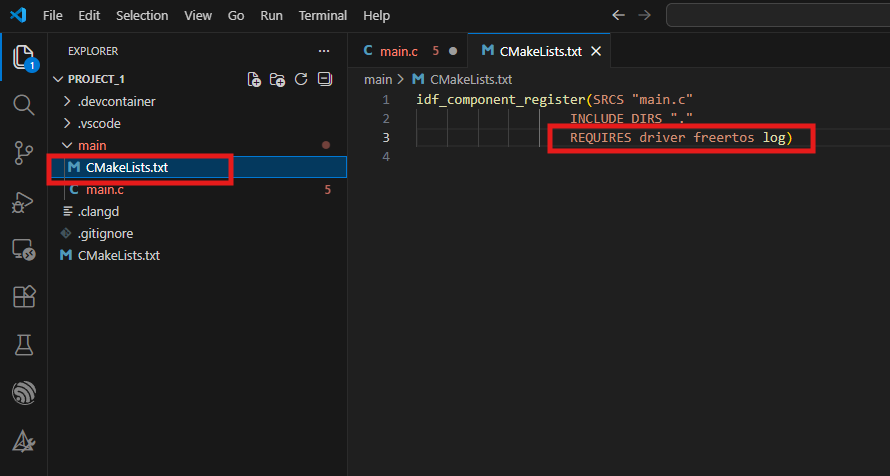 File Edit Selection View Go Run Terminal Help
EXPLORER
PROJECT_1
.devcontainer
.vscode
main
CMakeLists.txt
main.c 5
.clangd
.gitignore
CMakeLists.txt
1
main.c 5 CMakeLists.txt
main > CMakeLists.txt
1 idf_component_register(SRCS "main.c"
2 INCLUDE_DIRS "."
3 REQUIRES driver freertos log)
4